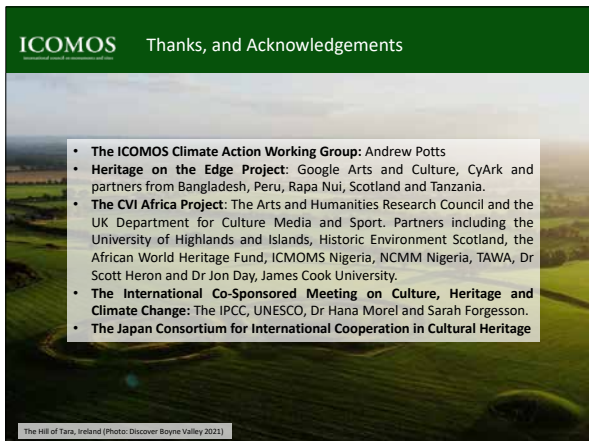 ICOMOS
international council on monuments and sites
Thanks, and Acknowledgements
• The ICOMOS Climate Action Working Group: Andrew Potts
• Heritage on the Edge Project: Google Arts and Culture, CyArk and
partners from Bangladesh, Peru, Rapa Nui, Scotland and Tanzania.
• The CVI Africa Project: The Arts and Humanities Research Council and the
UK Department for Culture Media and Sport. Partners including the
University of Highlands and Islands, Historic Environment Scotland, the
African World Heritage Fund, ICMOMS Nigeria, NCMM Nigeria, TAWA, Dr
Scott Heron and Dr Jon Day, James Cook University.
• The International Co-Sponsored Meeting on Culture, Heritage and
Climate Change: The IPCC, UNESCO, Dr Hana Morel and Sarah Forgesson.
• The Japan Consortium for International Cooperation in Cultural Heritage
The Hill of Tara, Ireland (Photo: Discover Boyne Valley 2021)